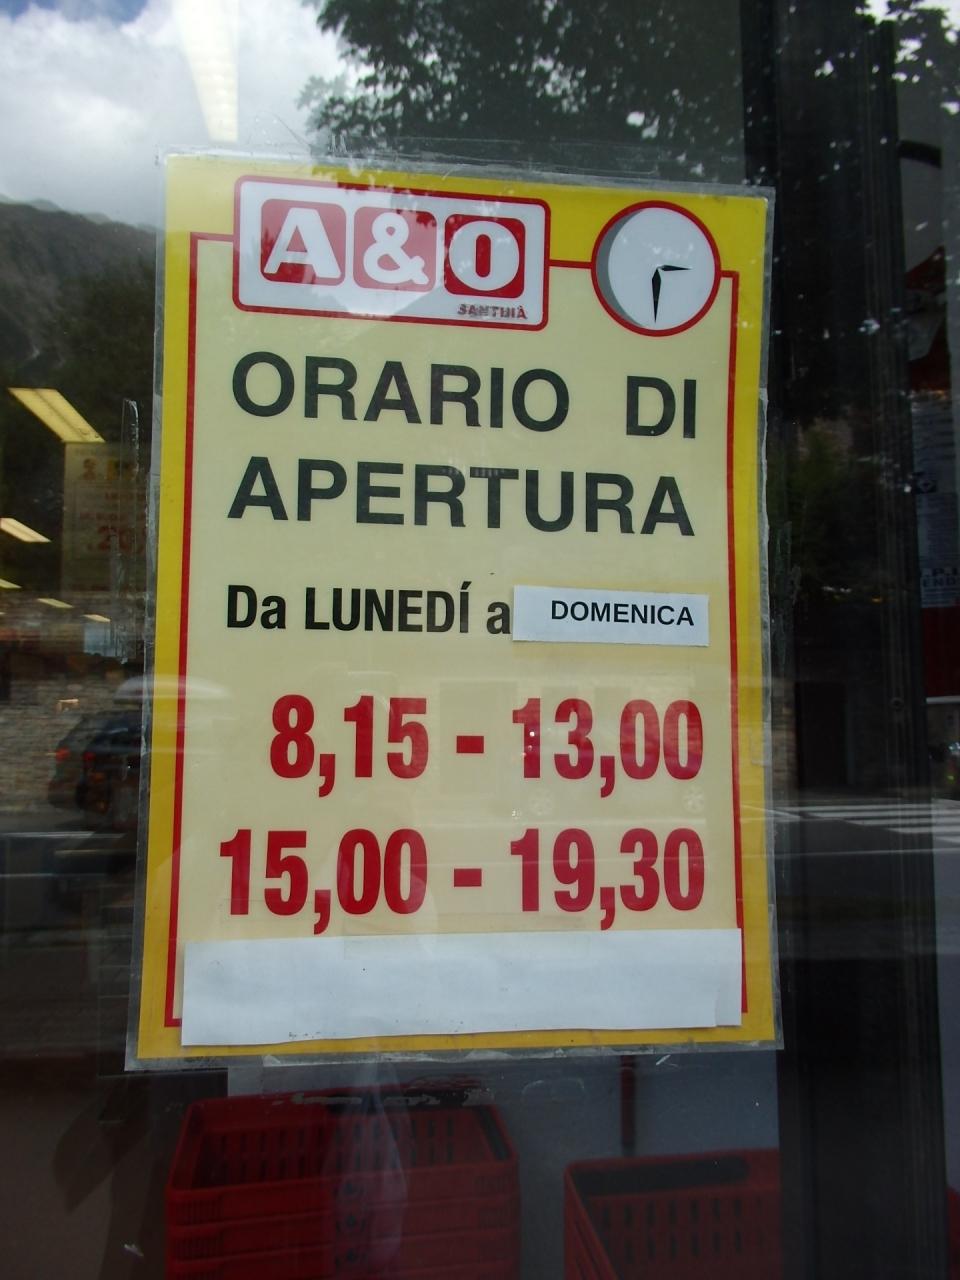 A&O
SANTHIÀ
ORARIO DI
APERTURA
Da LUNEDÍ a DOMENICA
8,15 - 13,00
15,00 - 19,30